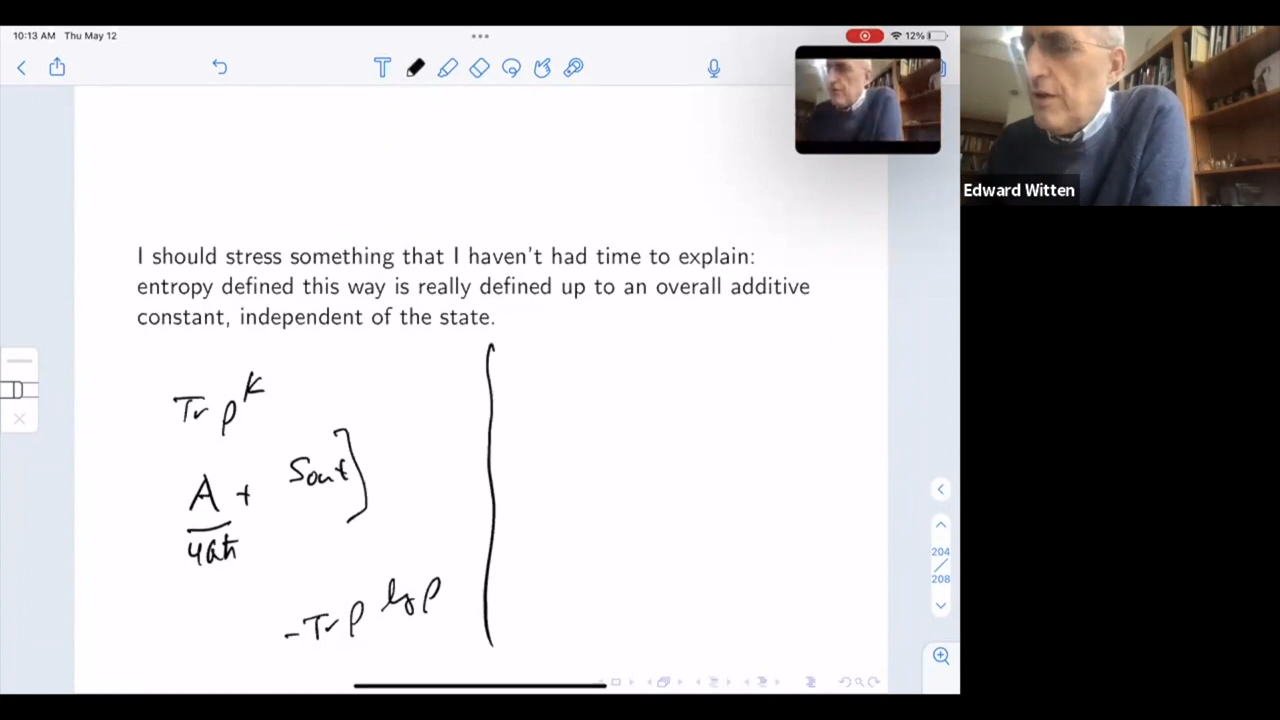 10:13 AM Thu May 12
12%
Edward Witten
I should stress something that I haven't had time to explain:
entropy defined this way is really defined up to an overall additive
constant, independent of the state.
Tr ρ^k
A/4Għ + Sout]
-Tr ρ log ρ
204
/
208